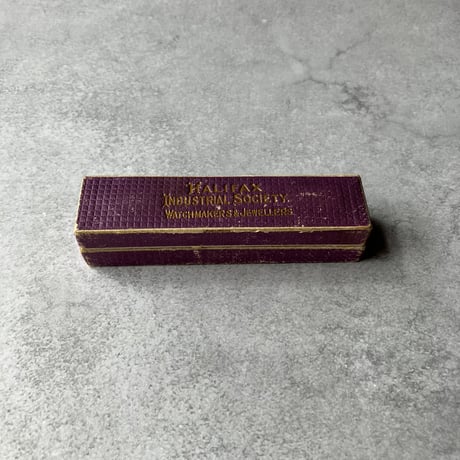 HALIFAX
INDUSTRIAL SOCIETY.
WATCHMAKERS & JEWELLERS.